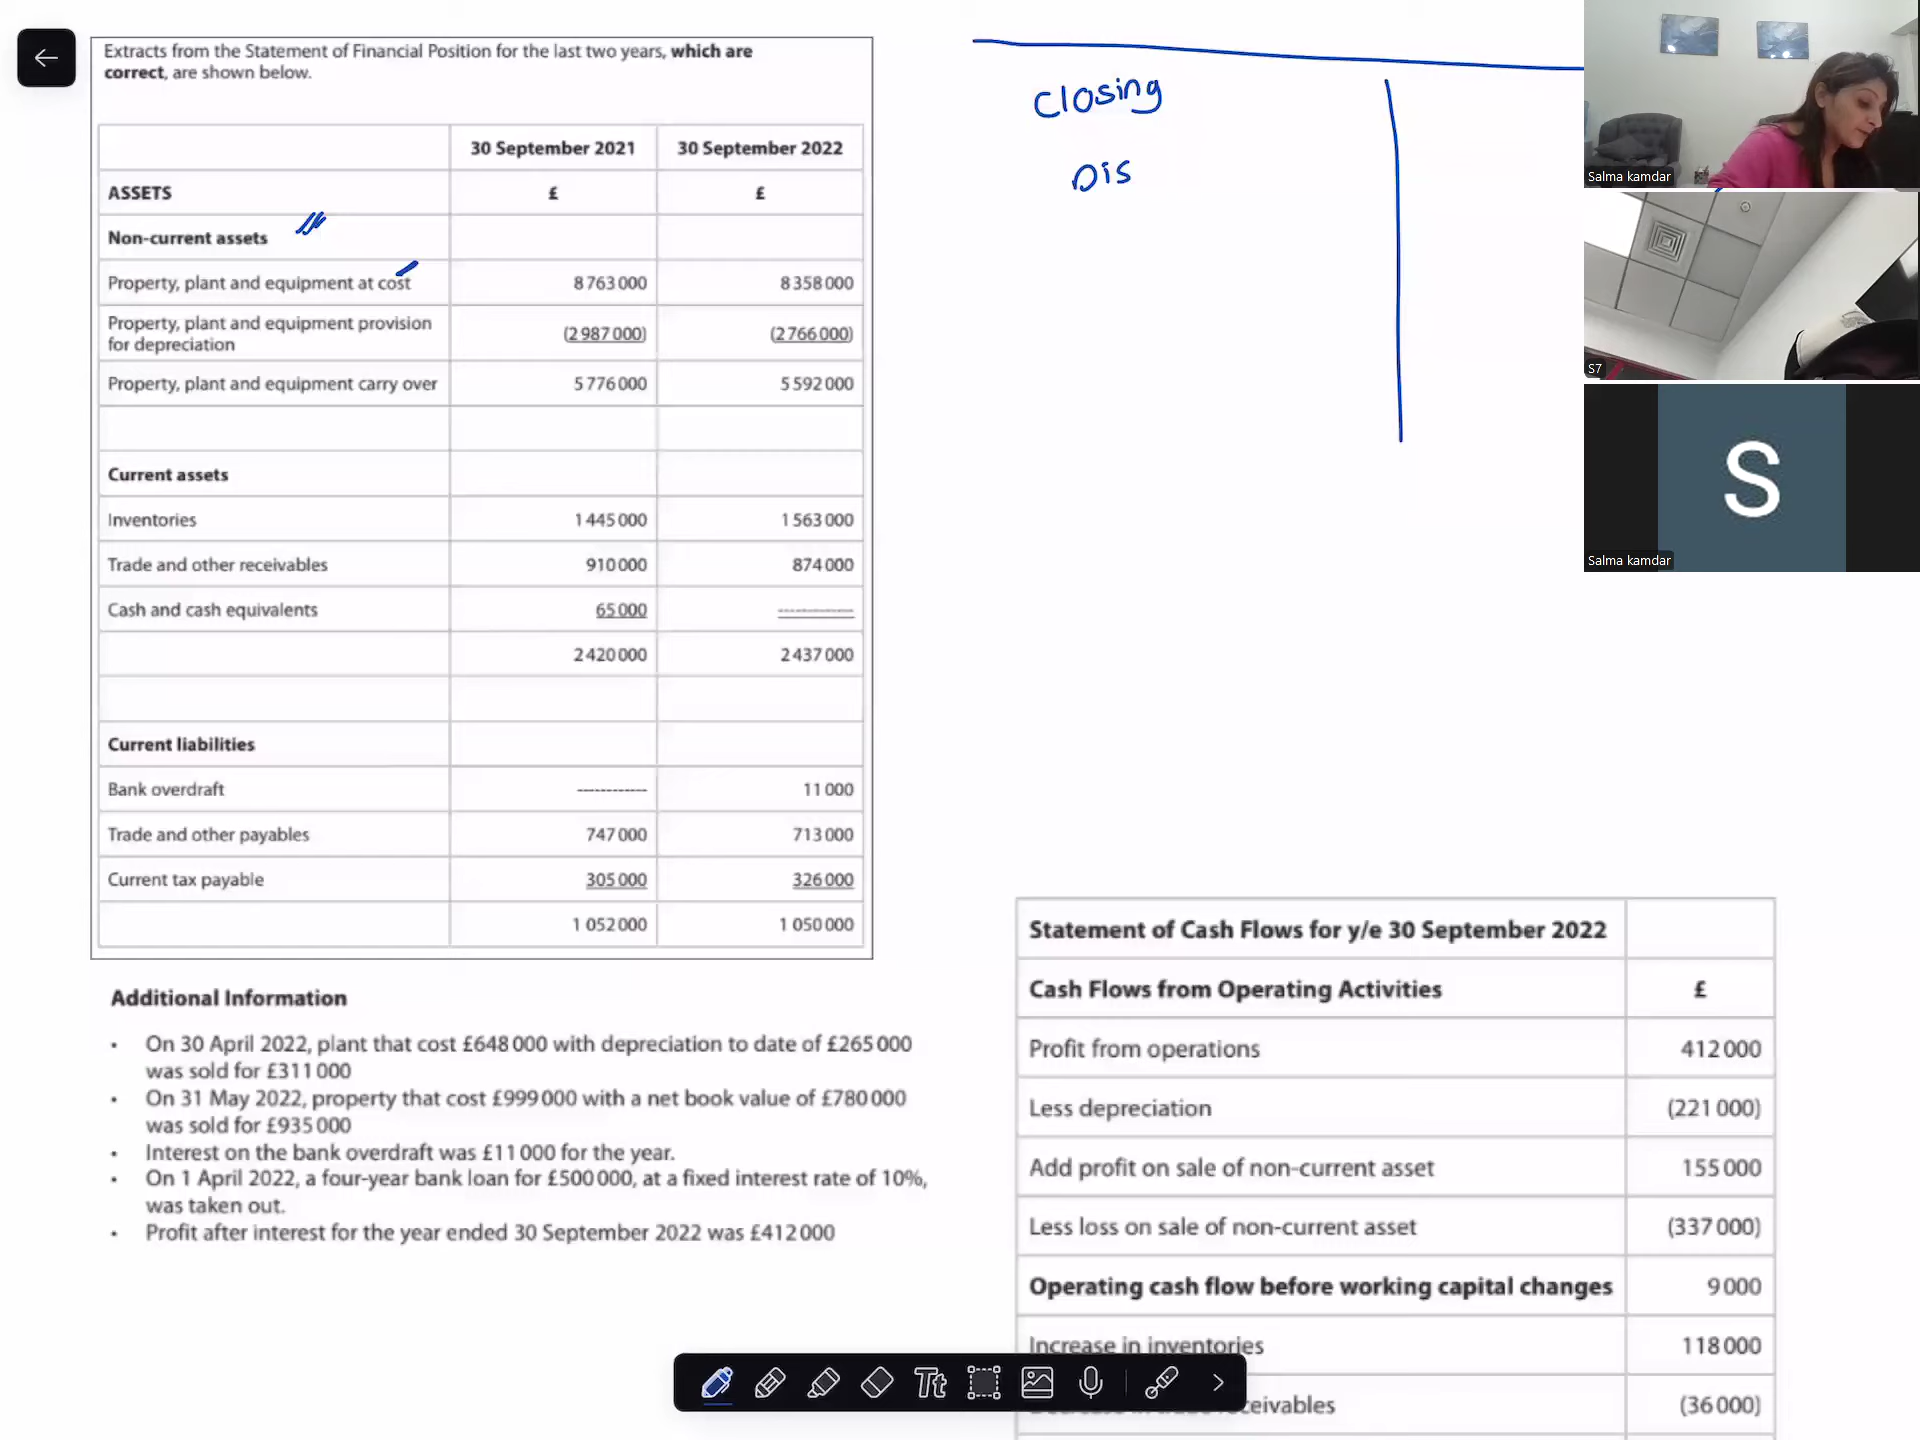 Extracts from the Statement of Financial Position for the last two years, which are
correct, are shown below.
30 September 2021 30 September 2022
ASSETS £ £
Non-current assets
Property, plant and equipment at cost 8 763 000 8 358 000
Property, plant and equipment provision
for depreciation (2 987 000) (2 766 000)
Property, plant and equipment carry over 5 776 000 5 592 000
Current assets
Inventories 1 445 000 1 563 000
Trade and other receivables 910 000 874 000
Cash and cash equivalents 65 000 ------------
2 420 000 2 437 000
Current liabilities
Bank overdraft ------------ 11 000
Trade and other payables 747 000 713 000
Current tax payable 305 000 326 000
1 052 000 1 050 000
Additional Information
• On 30 April 2022, plant that cost £648 000 with depreciation to date of £265 000
was sold for £311 000
• On 31 May 2022, property that cost £999 000 with a net book value of £780 000
was sold for £935 000
• Interest on the bank overdraft was £11 000 for the year.
• On 1 April 2022, a four-year bank loan for £500 000, at a fixed interest rate of 10%,
was taken out.
• Profit after interest for the year ended 30 September 2022 was £412 000
closing
Dis
Salma kamdar
S7
S
Salma kamdar
Statement of Cash Flows for y/e 30 September 2022
Cash Flows from Operating Activities £
Profit from operations 412 000
Less depreciation (221 000)
Add profit on sale of non-current asset 155 000
Less loss on sale of non-current asset (337 000)
Operating cash flow before working capital changes 9 000
Increase in inventories 118 000
receivables (36 000)
Tt